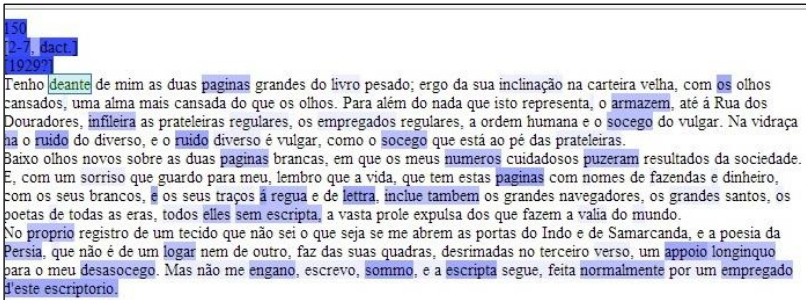 150
[2-7, dact.]
[1929?]
Tenho deante de mim as duas paginas grandes do livro pesado; ergo da sua inclinação na carteira velha, com os olhos
cansados, uma alma mais cansada do que os olhos. Para além do nada que isto representa, o armazem, até á Rua dos
Douradores, infileira as prateleiras regulares, os empregados regulares, a ordem humana e o socego do vulgar. Na vidraça
ha o ruido do diverso, e o ruido diverso é vulgar, como o socego que está ao pé das prateleiras.
Baixo olhos novos sobre as duas paginas brancas, em que os meus numeros cuidadosos puzeram resultados da sociedade.
E, com um sorriso que guardo para meu, lembro que a vida, que tem estas paginas com nomes de fazendas e dinheiro,
com os seus brancos, e os seus traços á regua e de lettra, inclue tambem os grandes navegadores, os grandes santos, os
poetas de todas as eras, todos elles sem escripta, a vasta prole expulsa dos que fazem a valia do mundo.
No proprio registro de um tecido que não sei o que seja se me abrem as portas do Indo e de Samarcanda, e a poesia da
Persia, que não é de um logar nem de outro, faz das suas quadras, desrimadas no terceiro verso, um appoio longinquo
para o meu desasocego. Mas não me engano, escrevo, sommo, e a escripta segue, feita normalmente por um empregado
d'este escriptorio.